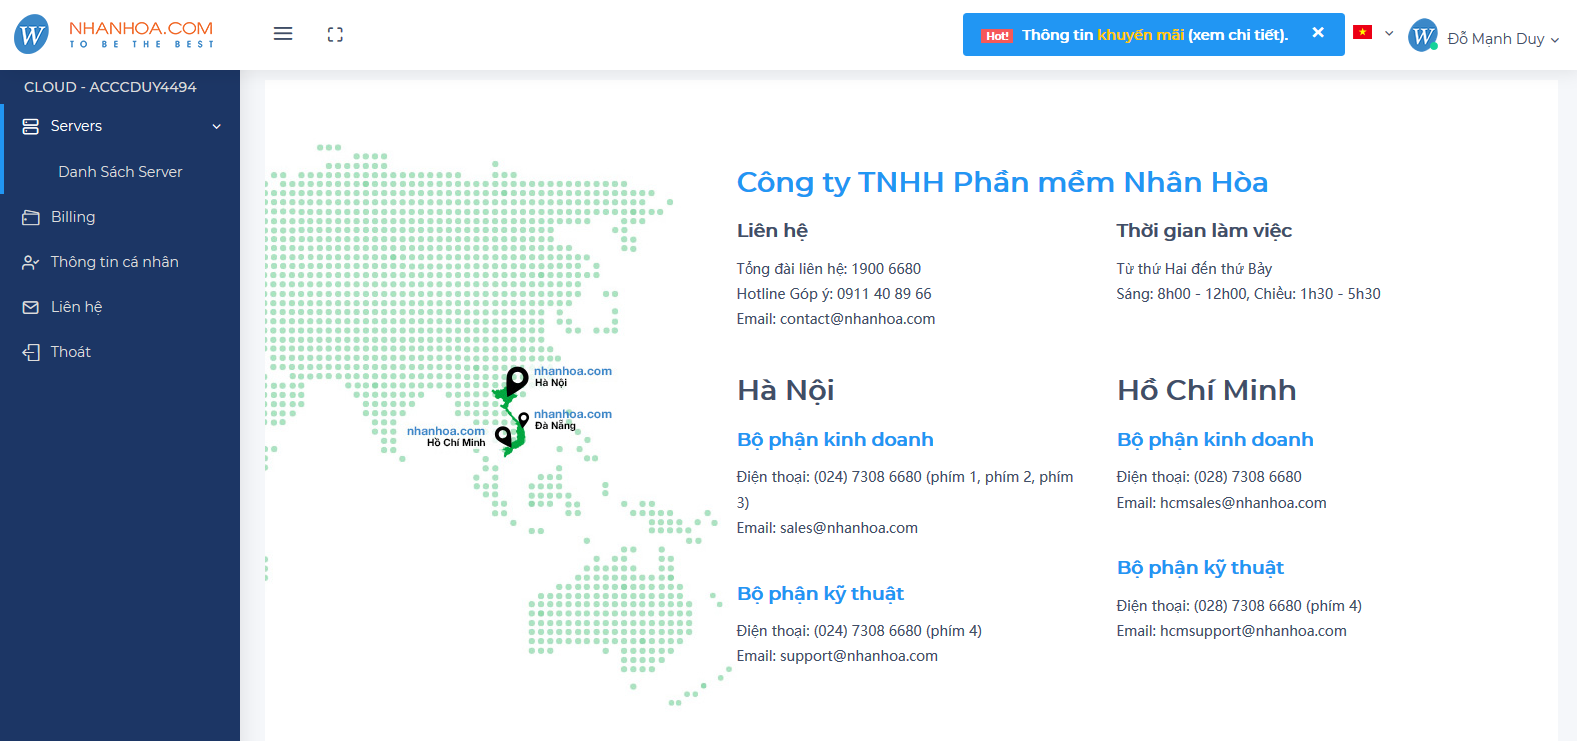 NHANHOA.COM
TO BE THE BEST
Hot! Thông tin khuyến mãi (xem chi tiết).
Đỗ Mạnh Duy
CLOUD - ACCCDUY4494
Servers
Danh Sách Server
Billing
Thông tin cá nhân
Liên hệ
Thoát
nhanhoa.com
Hà Nội
nhanhoa.com
Đà Nẵng
nhanhoa.com
Hồ Chí Minh
Công ty TNHH Phần mềm Nhân Hòa
Liên hệ
Tổng đài liên hệ: 1900 6680
Hotline Góp ý: 0911 40 89 66
Email: contact@nhanhoa.com
Thời gian làm việc
Từ thứ Hai đến thứ Bảy
Sáng: 8h00 - 12h00, Chiều: 1h30 - 5h30
Hà Nội
Bộ phận kinh doanh
Điện thoại: (024) 7308 6680 (phím 1, phím 2, phím
3)
Email: sales@nhanhoa.com
Bộ phận kỹ thuật
Điện thoại: (024) 7308 6680 (phím 4)
Email: support@nhanhoa.com
Hồ Chí Minh
Bộ phận kinh doanh
Điện thoại: (028) 7308 6680
Email: hcmsales@nhanhoa.com
Bộ phận kỹ thuật
Điện thoại: (028) 7308 6680 (phím 4)
Email: hcmsupport@nhanhoa.com